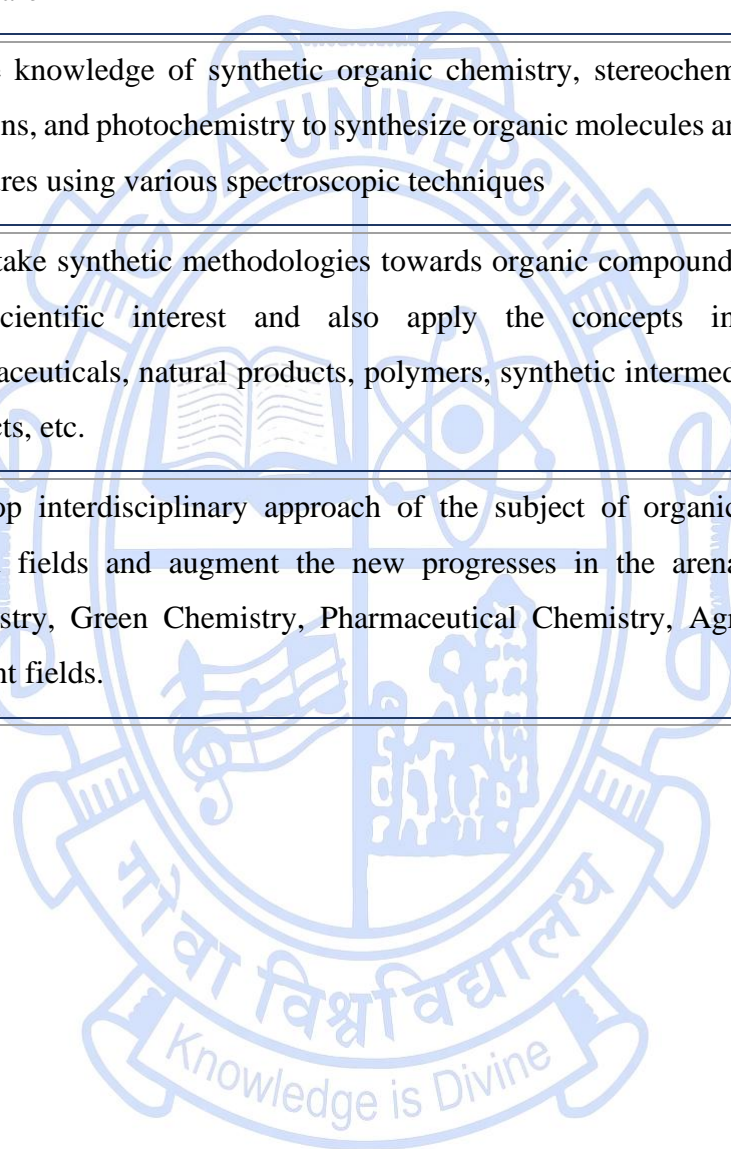 knowledge of synthetic organic chemistry, stereochem
ns, and photochemistry to synthesize organic molecules a
res using various spectroscopic techniques
take synthetic methodologies towards organic compound
cientific interest and also apply the concepts in
aceuticals, natural products, polymers, synthetic intermed
ts, etc.
op interdisciplinary approach of the subject of organic
fields and augment the new progresses in the arena
stry, Green Chemistry, Pharmaceutical Chemistry, Agr
nt fields.
GOA UNIVERSITY
गोंवा विश्वविद्यालय
Knowledge is Divine